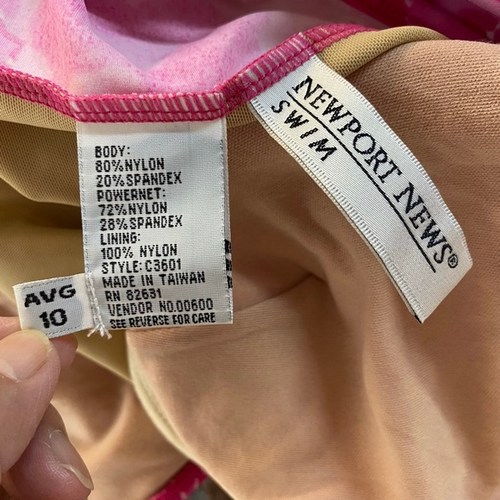 BODY:
80%NYLON
20%SPANDEX
POWERNET:
72%NYLON
28%SPANDEX
LINING:
100% NYLON
STYLE: C3601
MADE IN TAIWAN
RN 82631
VENDOR NO.00600
SEE REVERSE FOR CARE
AVG
10
NEWPORT NEWS®
SWIM